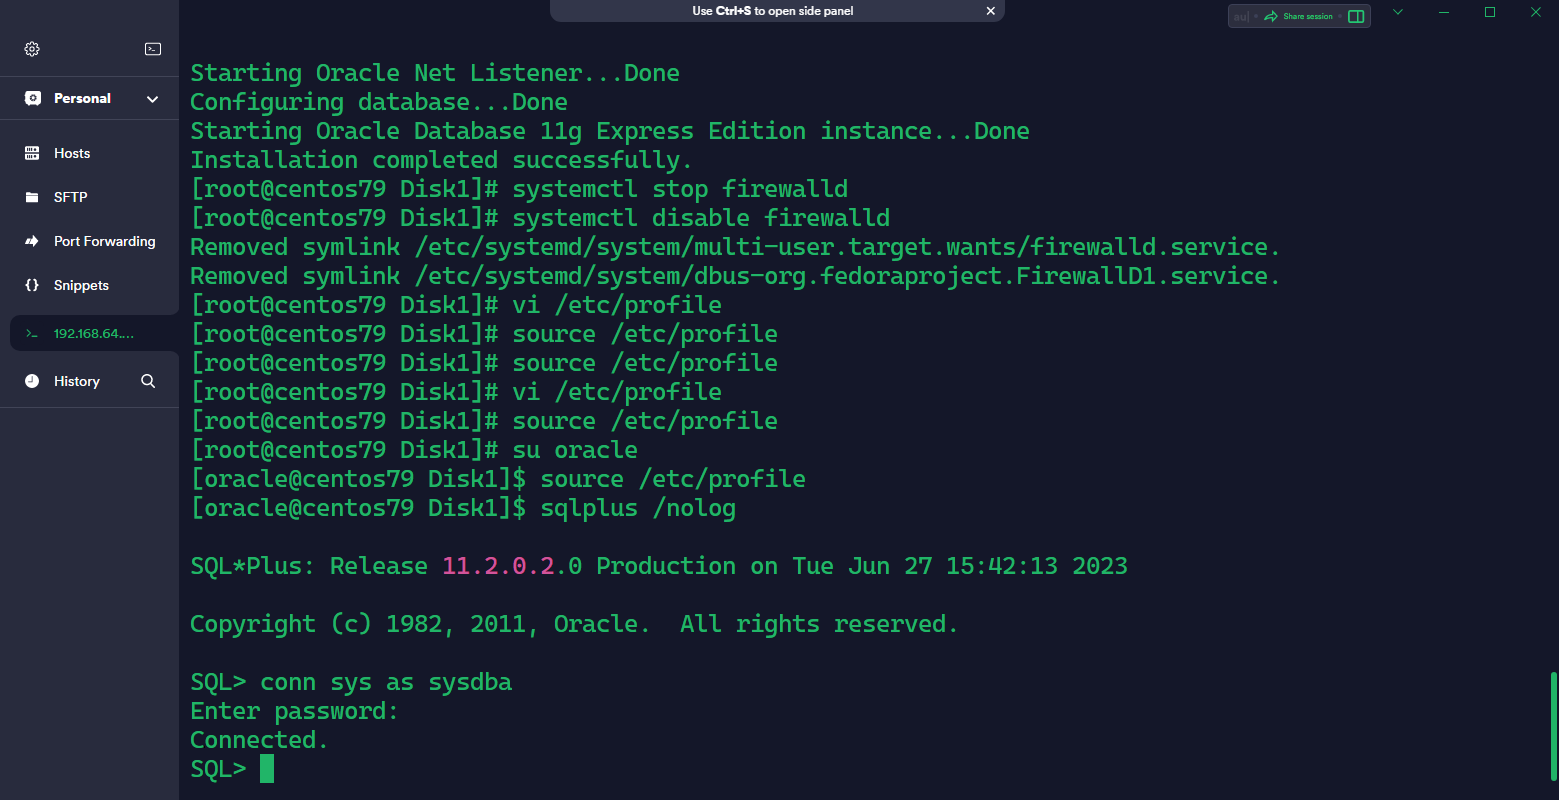 Use Ctrl+S to open side panel
Share session
Personal
Hosts
SFTP
Port Forwarding
Snippets
192.168.64....
History
Starting Oracle Net Listener...Done
Configuring database...Done
Starting Oracle Database 11g Express Edition instance...Done
Installation completed successfully.
[root@centos79 Disk1]# systemctl stop firewalld
[root@centos79 Disk1]# systemctl disable firewalld
Removed symlink /etc/systemd/system/multi-user.target.wants/firewalld.service.
Removed symlink /etc/systemd/system/dbus-org.fedoraproject.FirewallD1.service.
[root@centos79 Disk1]# vi /etc/profile
[root@centos79 Disk1]# source /etc/profile
[root@centos79 Disk1]# source /etc/profile
[root@centos79 Disk1]# vi /etc/profile
[root@centos79 Disk1]# source /etc/profile
[root@centos79 Disk1]# su oracle
[oracle@centos79 Disk1]$ source /etc/profile
[oracle@centos79 Disk1]$ sqlplus /nolog
SQL*Plus: Release 11.2.0.2.0 Production on Tue Jun 27 15:42:13 2023
Copyright (c) 1982, 2011, Oracle.  All rights reserved.
SQL> conn sys as sysdba
Enter password:
Connected.
SQL>